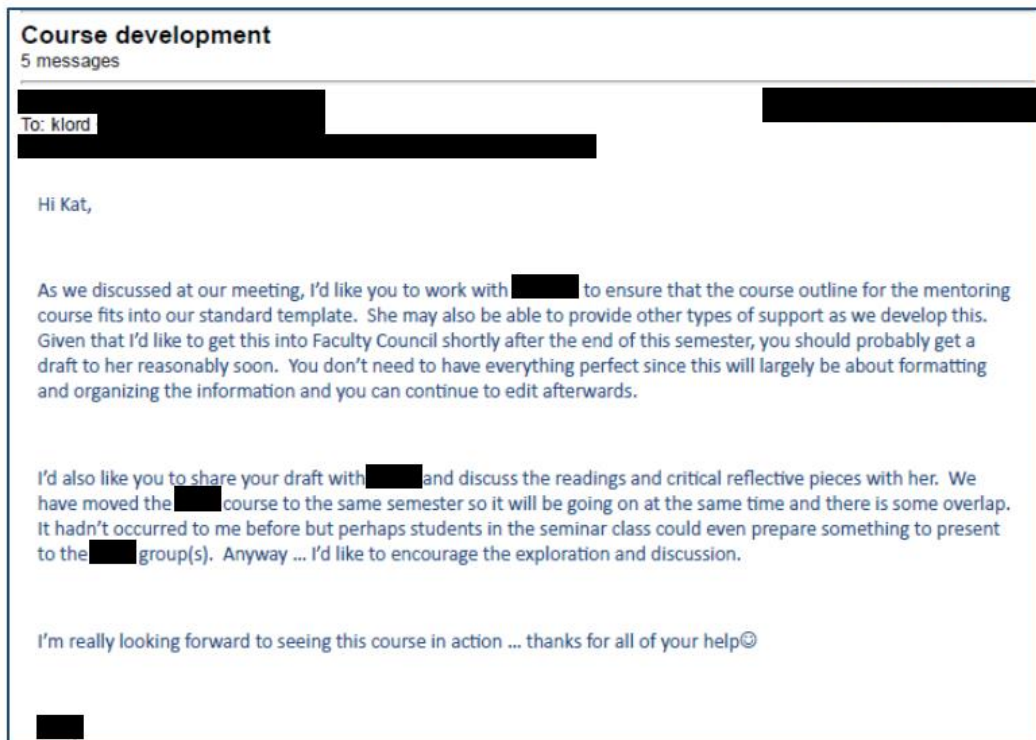 Course development
5 messages
To: klord
Hi Kat,
As we discussed at our meeting, I'd like you to work with to ensure that the course outline for the mentoring
course fits into our standard template.  She may also be able to provide other types of support as we develop this.
Given that I'd like to get this into Faculty Council shortly after the end of this semester, you should probably get a
draft to her reasonably soon.  You don't need to have everything perfect since this will largely be about formatting
and organizing the information and you can continue to edit afterwards.
I'd also like you to share your draft with and discuss the readings and critical reflective pieces with her.  We
have moved the course to the same semester so it will be going on at the same time and there is some overlap.
It hadn't occurred to me before but perhaps students in the seminar class could even prepare something to present
to the group(s).  Anyway ... I'd like to encourage the exploration and discussion.
I'm really looking forward to seeing this course in action ... thanks for all of your help☺